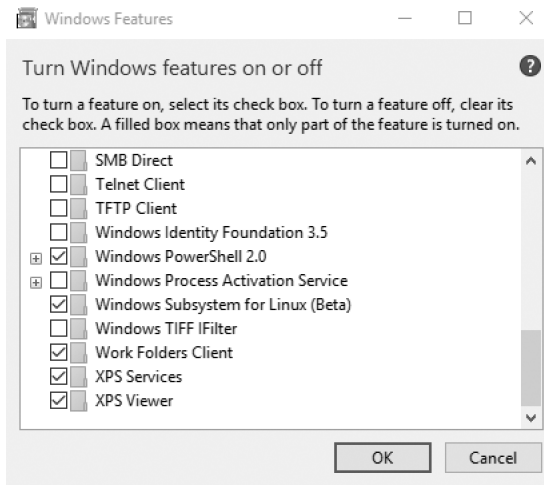 Windows Features
Turn Windows features on or off
?
To turn a feature on, select its check box. To turn a feature off, clear its
check box. A filled box means that only part of the feature is turned on.
SMB Direct
Telnet Client
TFTP Client
Windows Identity Foundation 3.5
Windows PowerShell 2.0
Windows Process Activation Service
Windows Subsystem for Linux (Beta)
Windows TIFF IFilter
Work Folders Client
XPS Services
XPS Viewer
OK Cancel